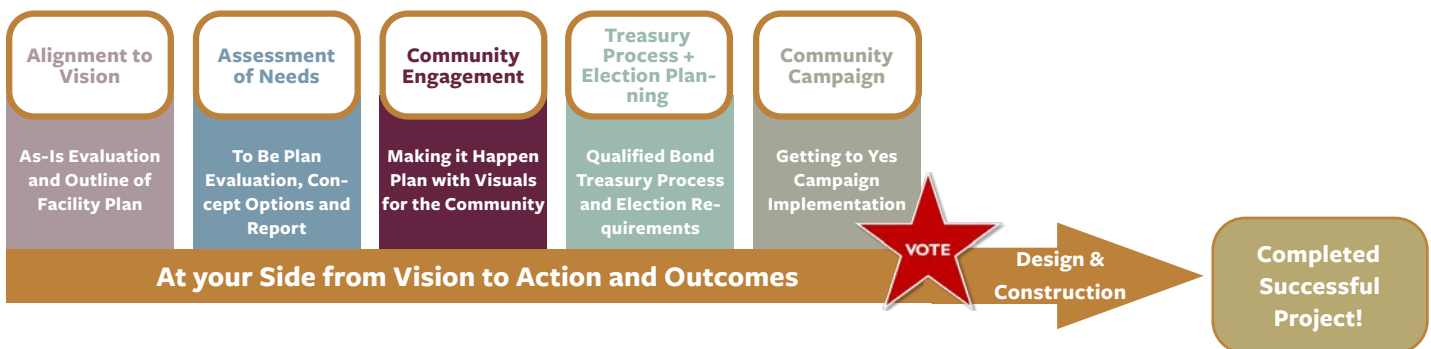 Alignment to
Vision
As-Is Evaluation
and Outline of
Facility Plan
Assessment
of Needs
To Be Plan
Evaluation, Con-
cept Options and
Report
Community
Engagement
Making it Happen
Plan with Visuals
for the Community
Treasury
Process +
Election Plan-
ning
Qualified Bond
Treasury Process
and Election Re-
quirements
Community
Campaign
Getting to Yes
Campaign
Implementation
At your Side from Vision to Action and Outcomes
VOTE
Design &
Construction
Completed
Successful
Project!